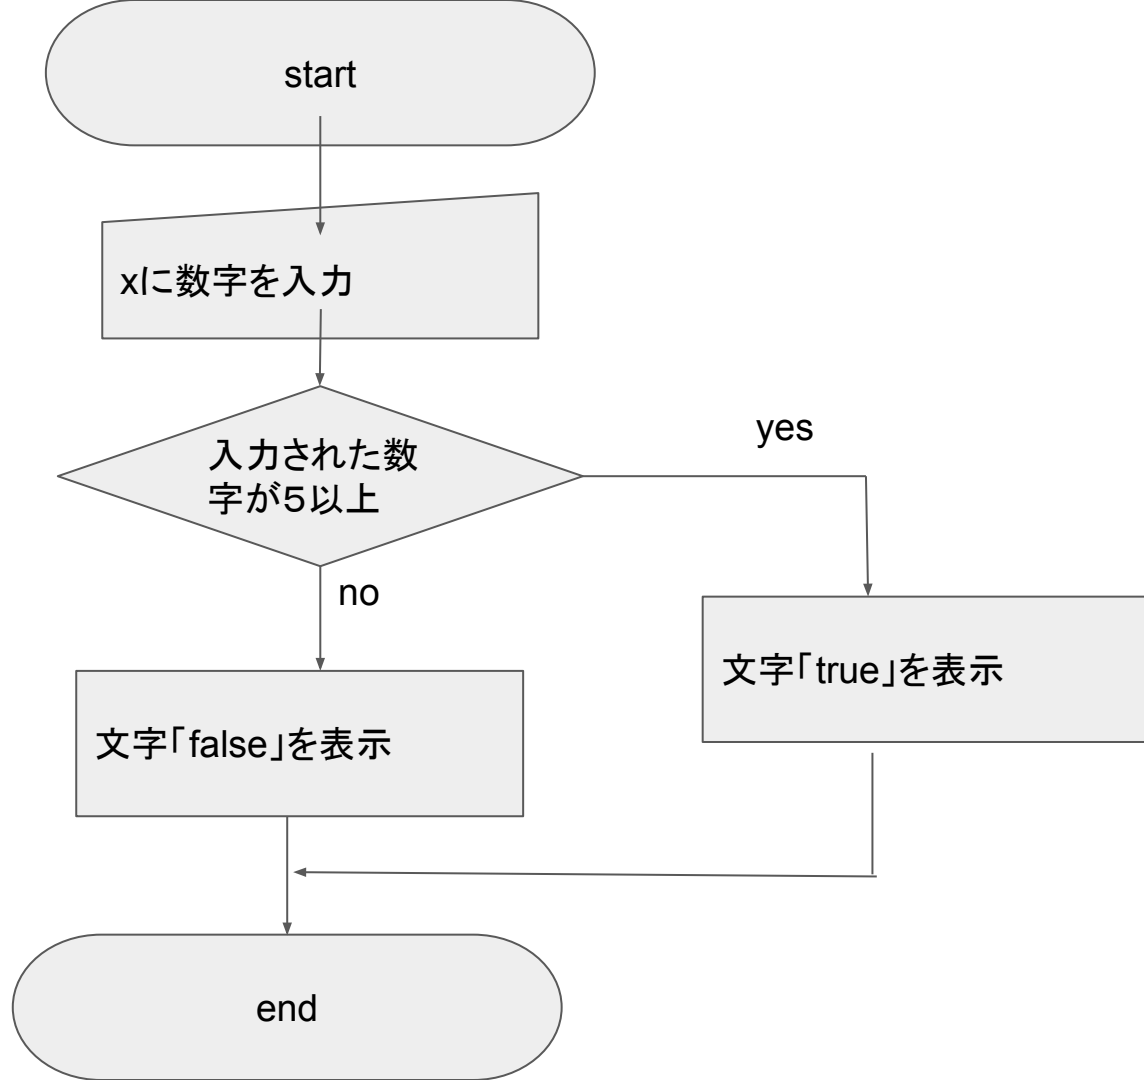 start
xに数字を入力
入力された数
字が５以上
yes
no
文字「true」を表示
文字「false」を表示
end